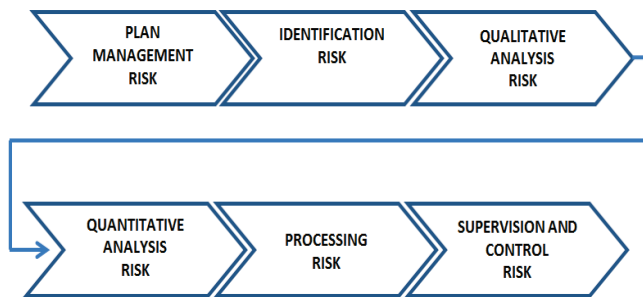 PLAN
MANAGEMENT
RISK
IDENTIFICATION
RISK
QUALITATIVE
ANALYSIS
RISK
QUANTITATIVE
ANALYSIS
RISK
PROCESSING
RISK
SUPERVISION AND
CONTROL
RISK